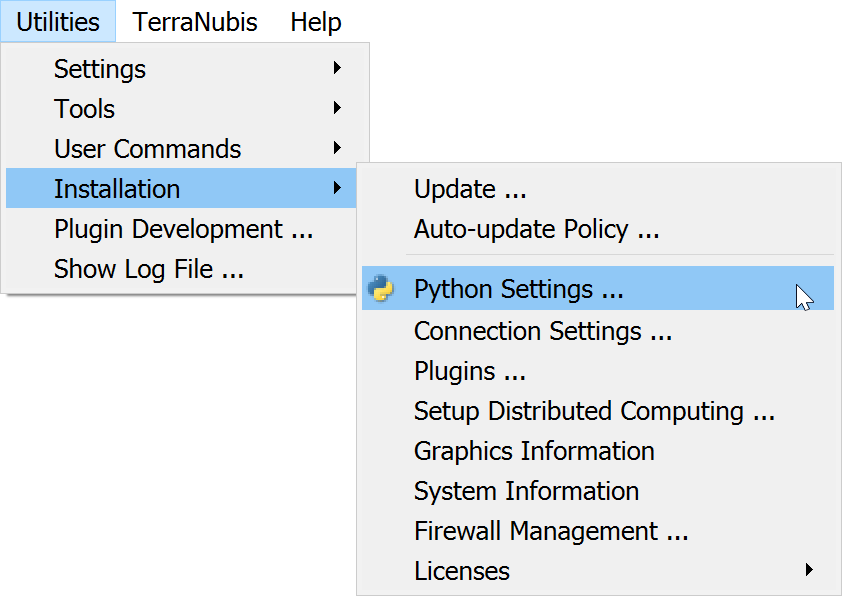 Utilities TerraNubis Help
Settings
Tools
User Commands
Installation
Plugin Development ...
Show Log File ...
Update ...
Auto-update Policy ...
Python Settings ...
Connection Settings ...
Plugins ...
Setup Distributed Computing ...
Graphics Information
System Information
Firewall Management ...
Licenses